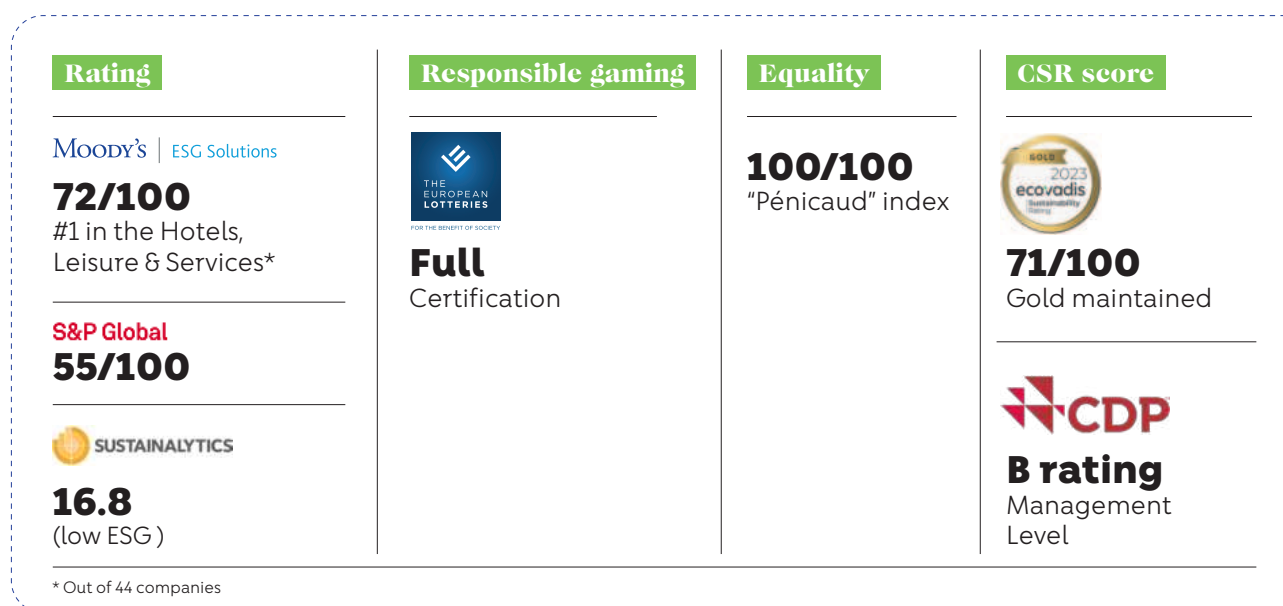 Rating
MOODY'S | ESG Solutions
72/100
#1 in the Hotels,
Leisure & Services*
S&P Global
55/100
SUSTAINALYTICS
16.8
(low ESG )
Responsible gaming
THE
EUROPEAN
LOTTERIES
FOR THE BENEFIT OF SOCIETY
Full
Certification
Equality
100/100
“Pénicaud” index
CSR score
GOLD
2023
ecovadis
Sustainability
Rating
71/100
Gold maintained
CDP
B rating
Management
Level
* Out of 44 companies